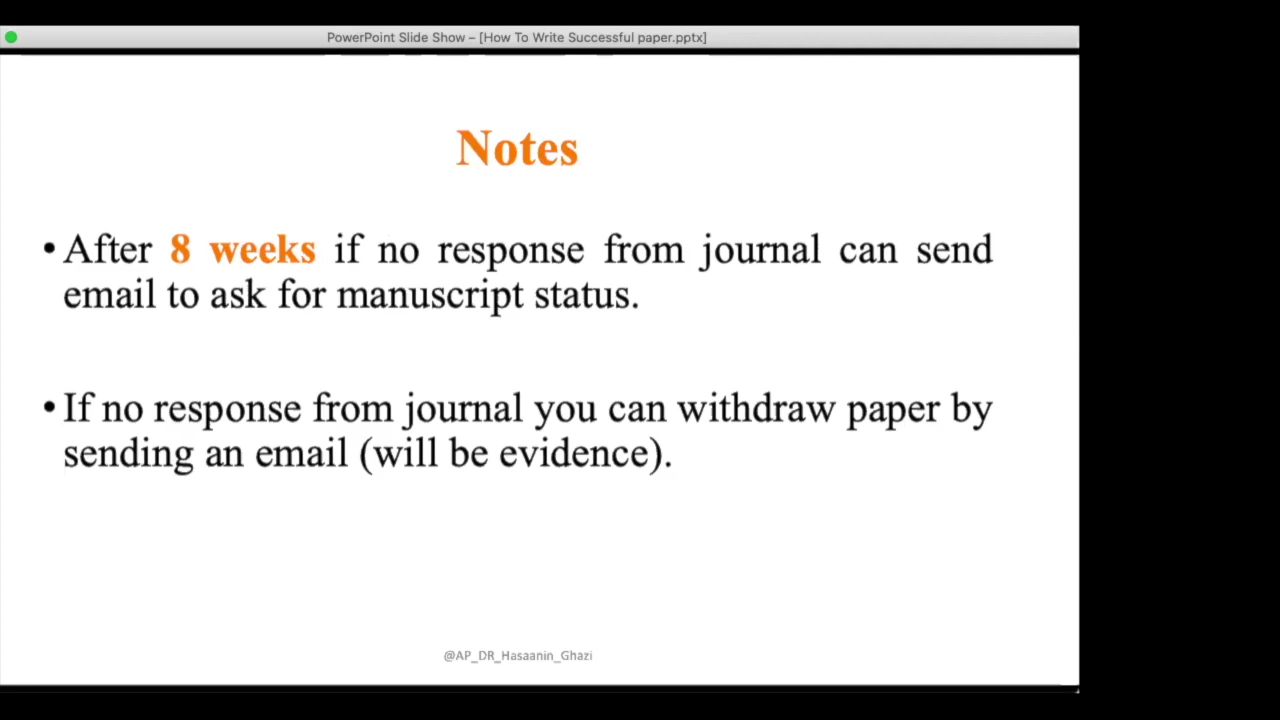 PowerPoint Slide Show – [How To Write Successful paper.pptx]
Notes
• After 8 weeks if no response from journal can send
email to ask for manuscript status.
• If no response from journal you can withdraw paper by
sending an email (will be evidence).
@AP_DR_Hasaanin_Ghazi